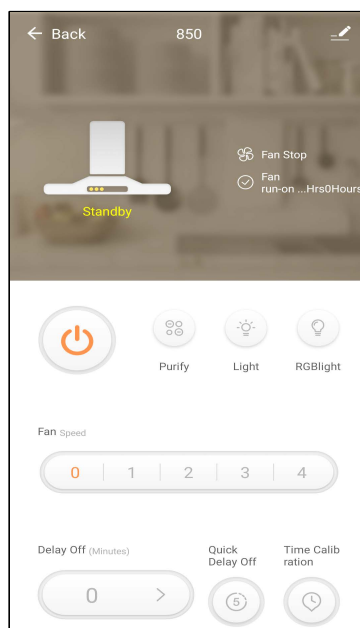 Back
850
Fan Stop
Fan
run-on ...Hrs0Hours
Standby
Purify
Light
RGBlight
Fan Speed
0 1 2 3 4
Delay Off (Minutes)
Quick
Delay Off
Time Calib
ration
0 >
5